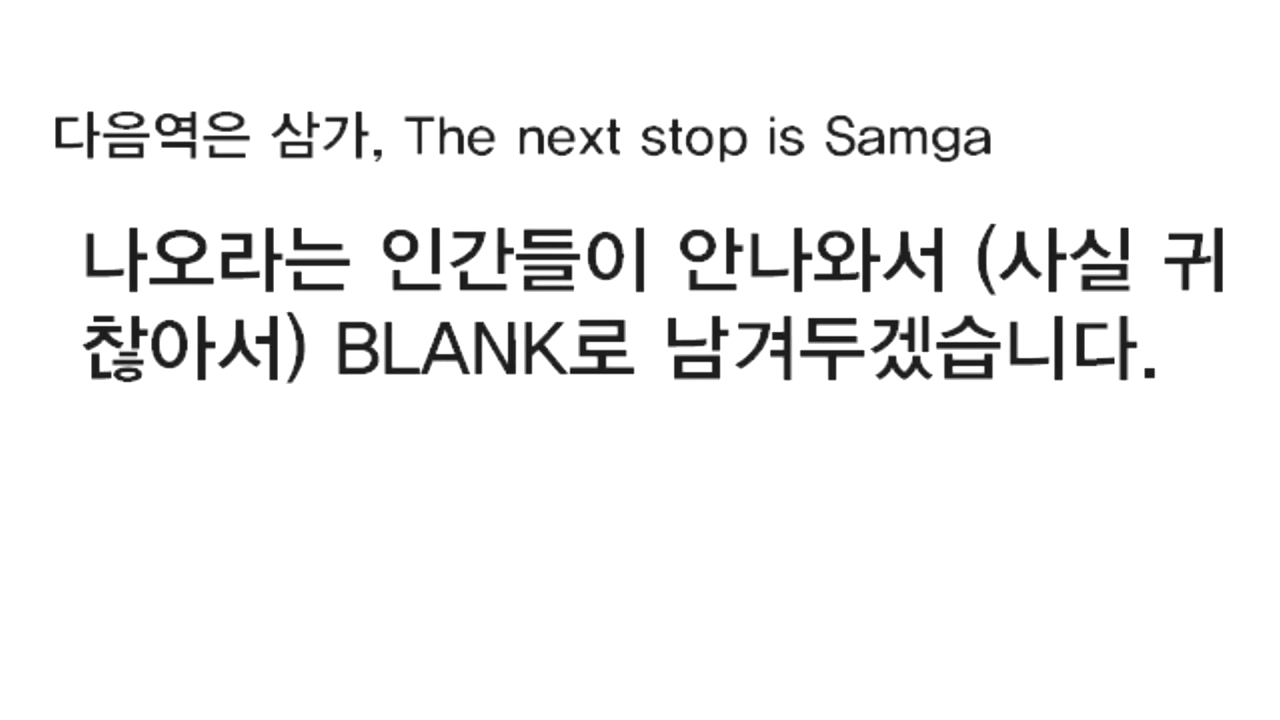 다음역은 삼가, The next stop is Samga
나오라는 인간들이 안나와서 (사실 귀
찮아서) BLANK로 남겨두겠습니다.